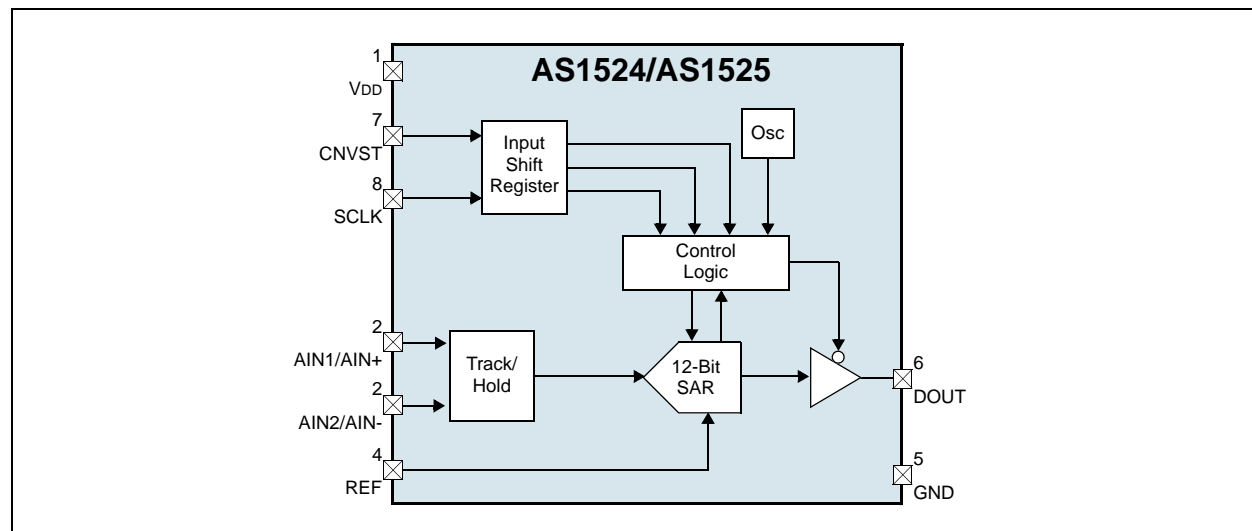 AS1524/AS1525
1
VDD
7
CNVST
8
SCLK
Input
Shift
Register
Osc
Control
Logic
2
AIN1/AIN+
2
AIN2/AIN-
4
REF
Track/
Hold
12-Bit
SAR
6
DOUT
5
GND